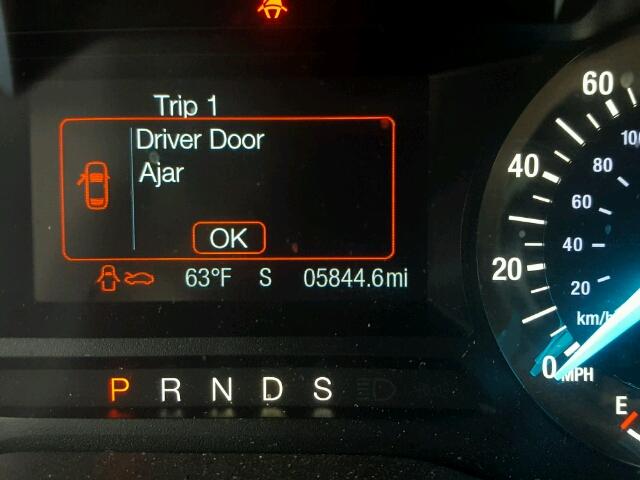 Trip 1
Driver Door
Ajar
OK
63°F S 05844.6mi
P R N D S
60
40
20
0
MPH
100
80
60
40
20
km/h
E